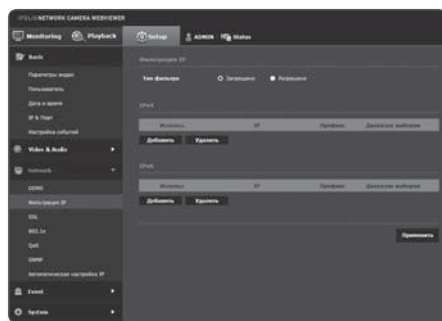 iPOLiS NETWORK CAMERA WEBVIEWER
Monitoring
Playback
Setup
ADMIN
Status
Basic
Параметры видео
Пользователь
Дата и время
IP & Порт
Настройка событий
Video & Audio
Network
DDNS
Фильтрация IP
SSL
802.1x
QoS
SNMP
Автоматическая настройка IP
Event
System
Фильтрация IP
Тип фильтра
Запрещено
Разрешено
IPv4
Использ.
IP
Префикс
Диапазон выборки
Добавить
Удалить
IPv6
Использ.
IP
Префикс
Диапазон выборки
Добавить
Удалить
Применить